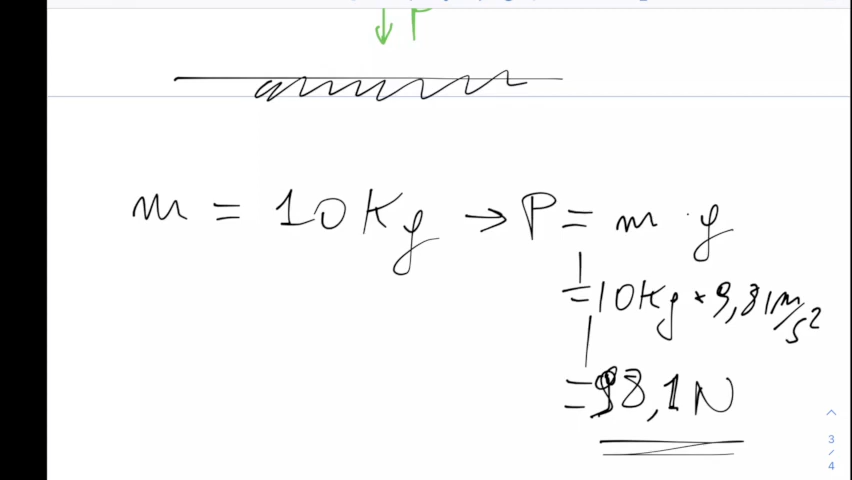 P
m = 10 Kg → P = m · g
= 10 Kg * 9,81 m/s²
= 98,1 N
3
/
4